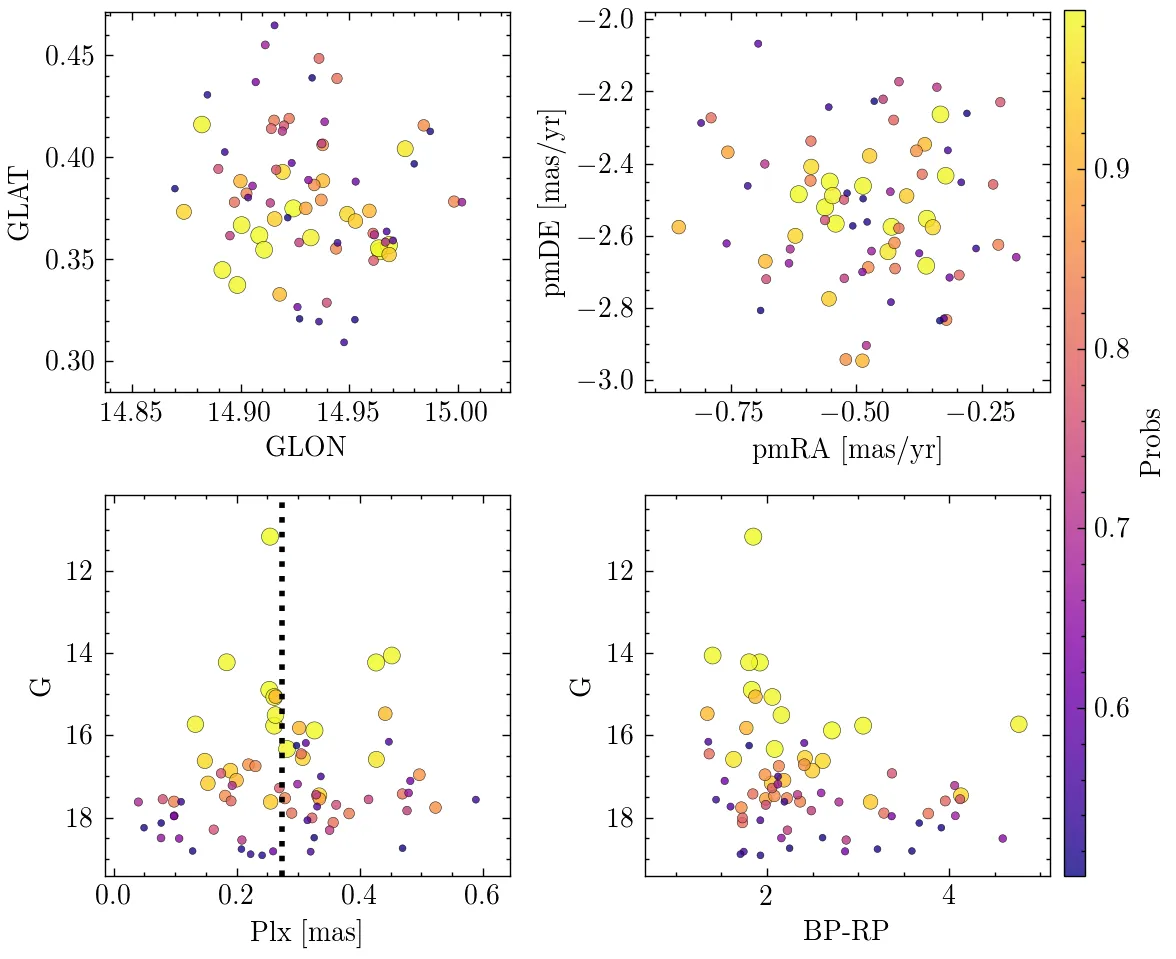 0.45
0.40
0.35
0.30
GLAT
14.85 14.90 14.95 15.00
GLON
−2.0
−2.2
−2.4
−2.6
−2.8
−3.0
pmDE [mas/yr]
−0.75 −0.50 −0.25
pmRA [mas/yr]
0.9
0.8
0.7
0.6
Probs
12
14
16
18
G
0.0 0.2 0.4 0.6
Plx [mas]
12
14
16
18
G
2 4
BP-RP